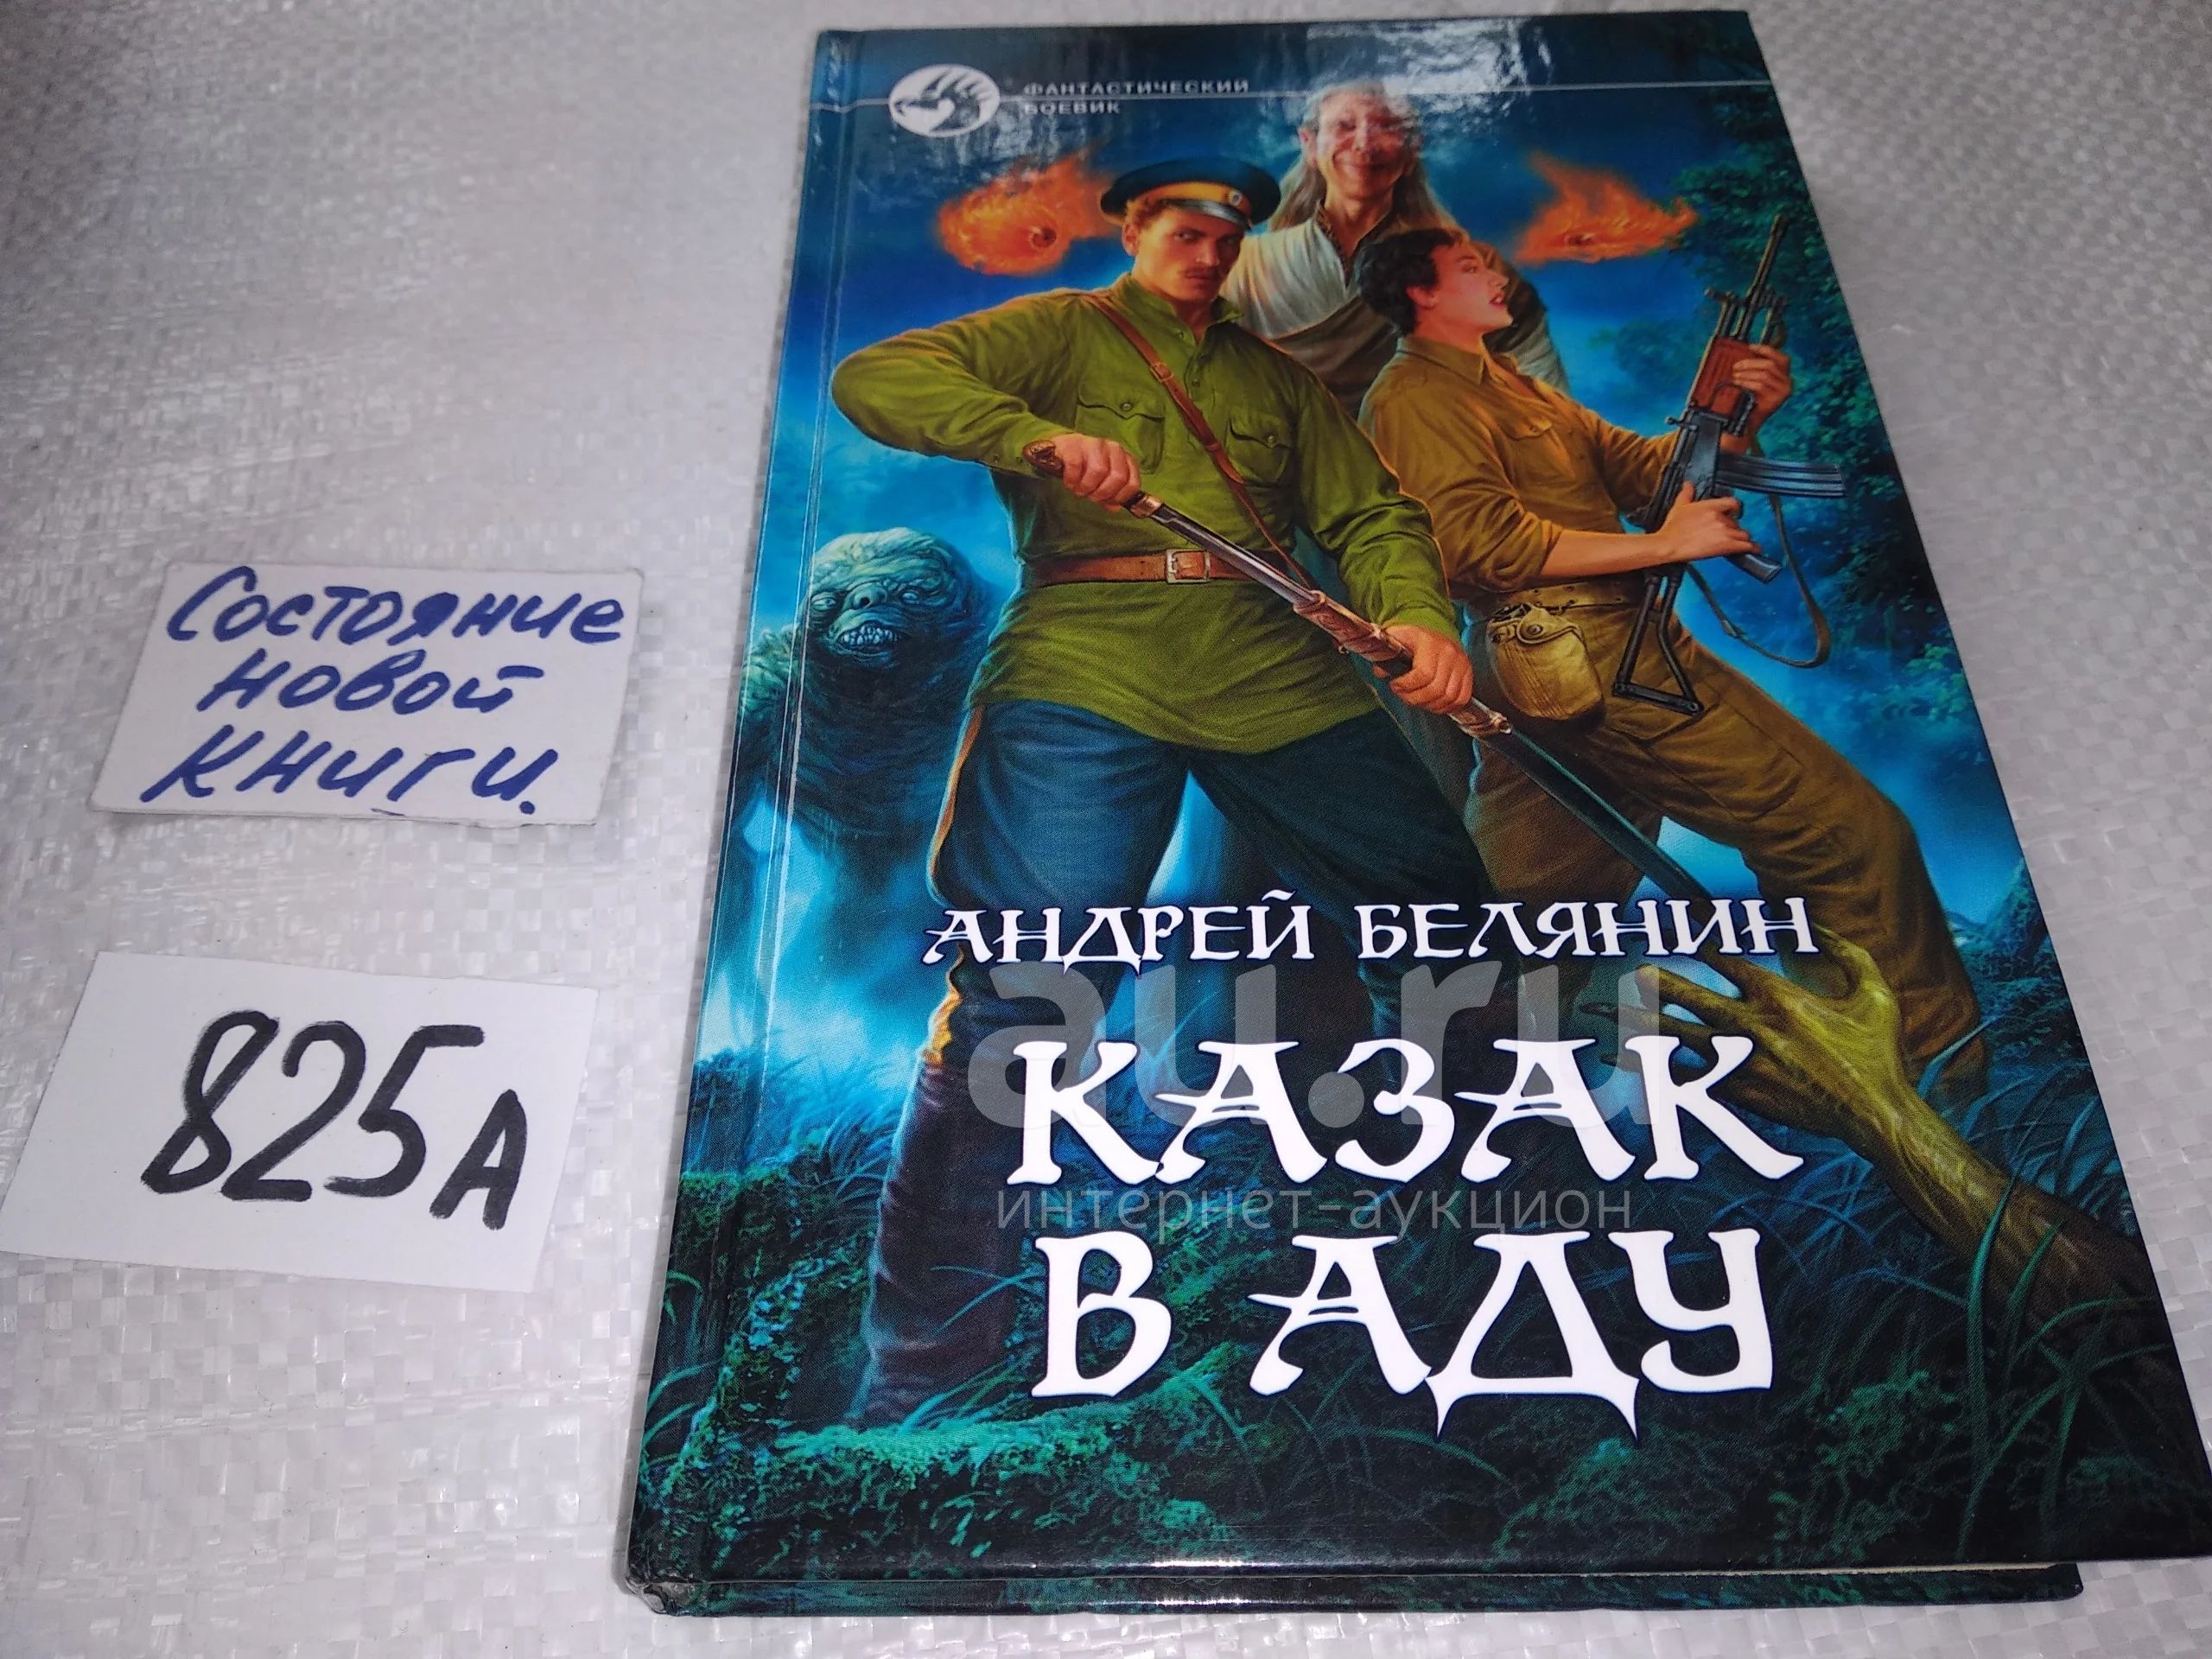 ФАНТАСТИЧЕСКИЙ
БОЕВИК
Состояние
новой
книги.
825А
АНДРЕЙ БЕЛЯНИН
КАЗАК
В АДУ
au.ru
интернет-аукцион